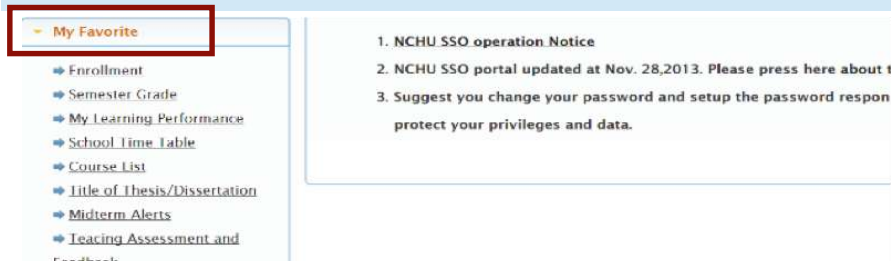 My Favorite
Enrollment
Semester Grade
My Learning Performance
School Time Table
Course List
Title of Thesis/Dissertation
Midterm Alerts
Teacing Assessment and
Feedback
1. NCHU SSO operation Notice
2. NCHU SSO portal updated at Nov. 28,2013. Please press here about t
3. Suggest you change your password and setup the password respon
protect your privileges and data.